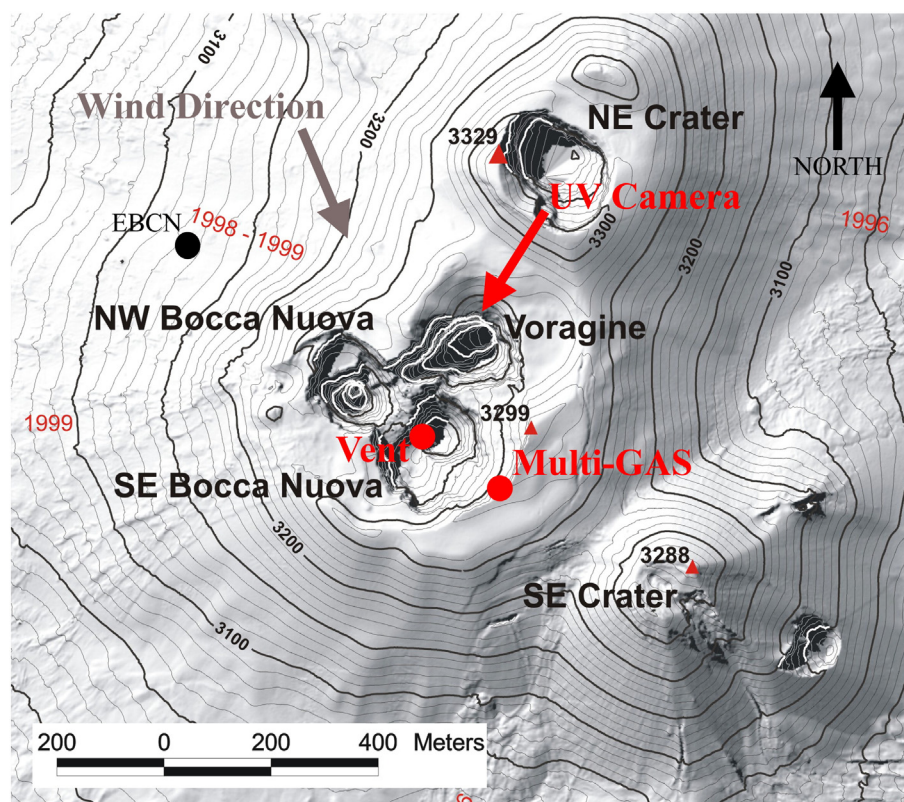 3100
Wind Direction
3200
NE Crater
3329
NORTH
UV Camera
1996
EBCN
1998 - 1999
3300
3200
3100
NW Bocca Nuova
Voragine
1999
3299
Vent
Multi-GAS
SE Bocca Nuova
3200
3288
SE Crater
3100
200 0 200 400 Meters